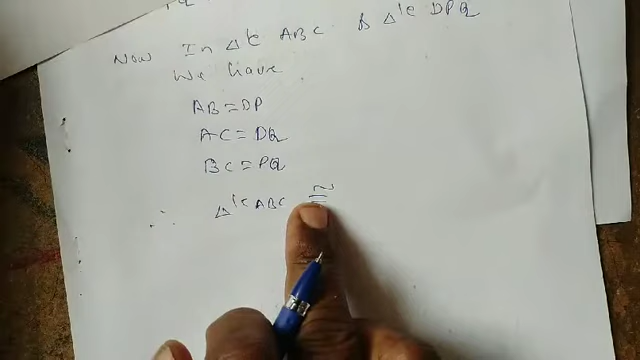 Now In Δle ABC & Δle DPQ
We have
AB = DP
AC = DQ
BC = PQ
∴ Δle ABC ≅